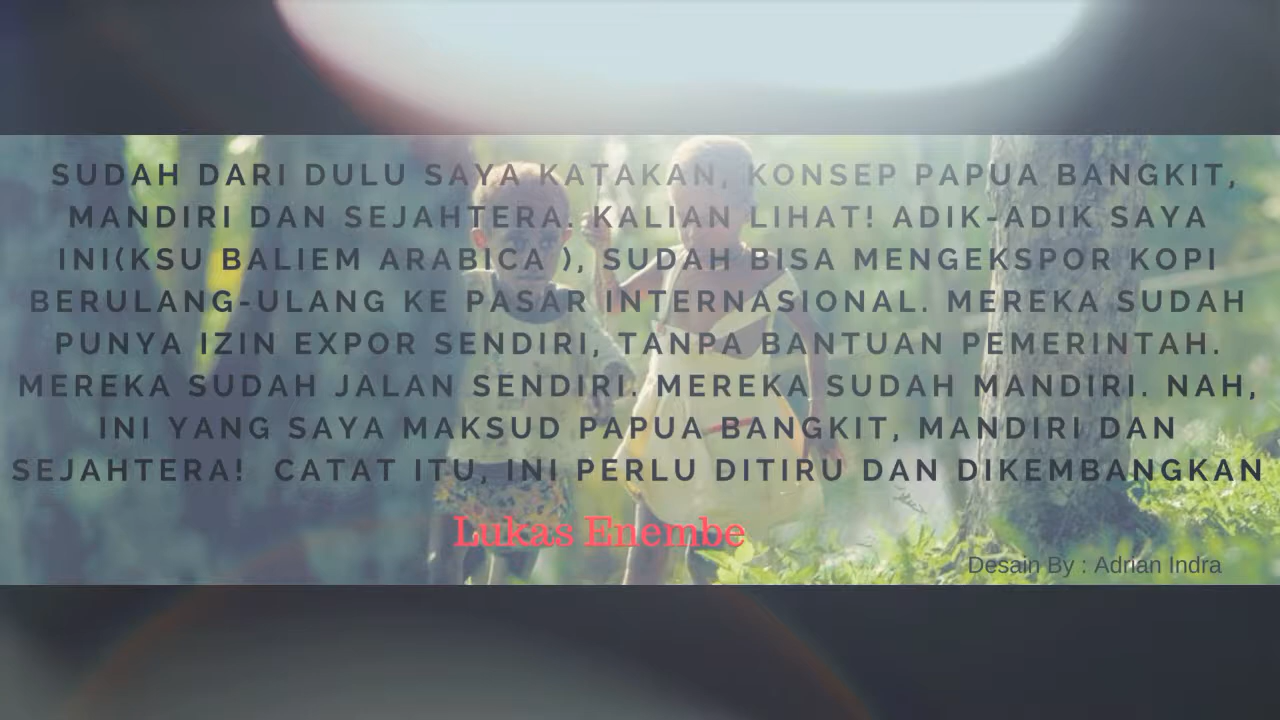 SUDAH DARI DULU SAYA KATAKAN, KONSEP PAPUA BANGKIT,
MANDIRI DAN SEJAHTERA. KALIAN LIHAT! ADIK-ADIK SAYA
INI(KSU BALIEM ARABICA ), SUDAH BISA MENGEKSPOR KOPI
BERULANG-ULANG KE PASAR INTERNASIONAL. MEREKA SUDAH
PUNYA IZIN EXPOR SENDIRI, TANPA BANTUAN PEMERINTAH.
MEREKA SUDAH JALAN SENDIRI. MEREKA SUDAH MANDIRI. NAH,
INI YANG SAYA MAKSUD PAPUA BANGKIT, MANDIRI DAN
SEJAHTERA! CATAT ITU, INI PERLU DITIRU DAN DIKEMBANGKAN
Lukas Enembe
Desain By : Adrian Indra